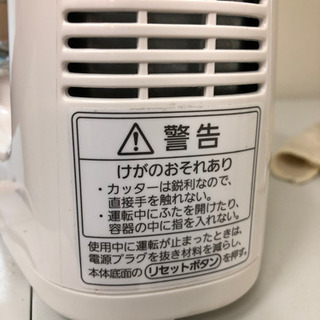 警告
けがのおそれあり
・カッターは鋭利なので、
直接手を触れない。
・運転中にふたを開けたり、
容器の中に指を入れない。
使用中に運転が止まったときは、
電源プラグを抜き材料を減らし、
本体底面のリセットボタンを押す。